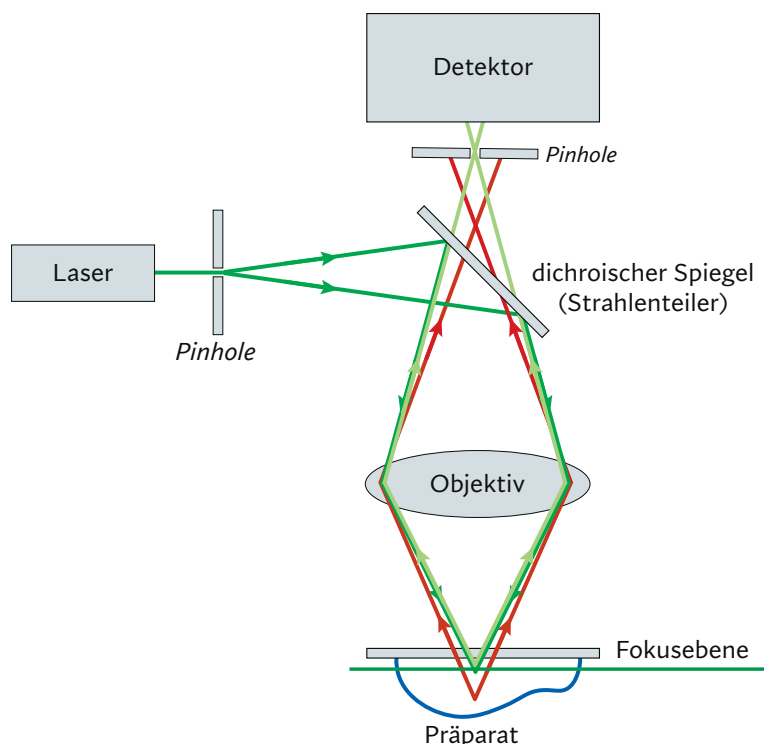 Detektor
Pinhole
Laser
dichroischer Spiegel
(Strahlenteiler)
Pinhole
Objektiv
Fokusebene
Präparat